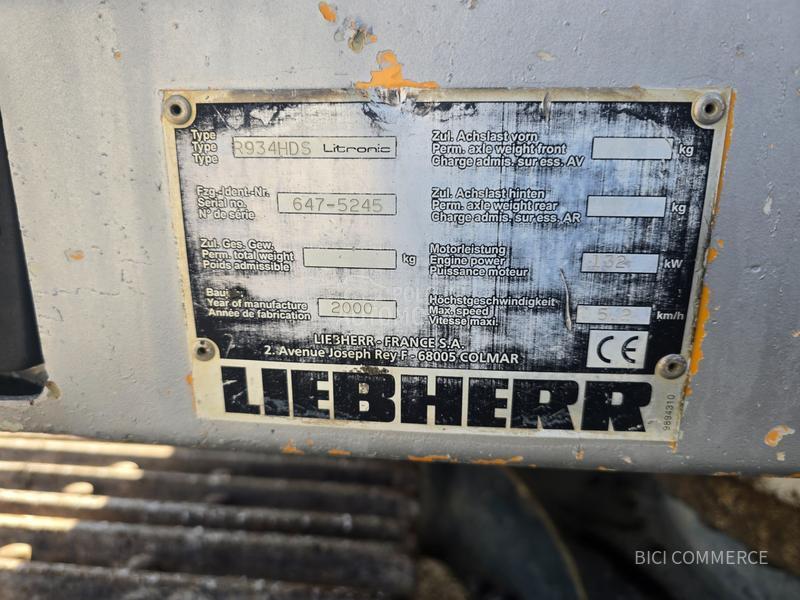 Type
Type
Type
R934HDS Litronic
Fzg.-Ident.-Nr.
Serial no.
N° de série
647-5245
Zul. Ges. Gew.
Perm. total weight
Poids admissible
kg
Bauj
Year of manufacture
Année de fabrication
2000
Zul. Achslast vorn
Perm. axle weight front
Charge admis. sur ess. AV
kg
Zul. Achslast hinten
Perm. axle weight rear
Charge admis. sur ess. AR
kg
Motorleistung
Engine power
Puissance moteur
132 kW
Höchstgeschwindigkeit
Max. speed
Vitesse maxi.
5.2 km/h
LIEBHERR - FRANCE S.A.
2. Avenue Joseph Rey F - 68005 COLMAR
CE
LIEBHERR
9894310
BICI COMMERCE